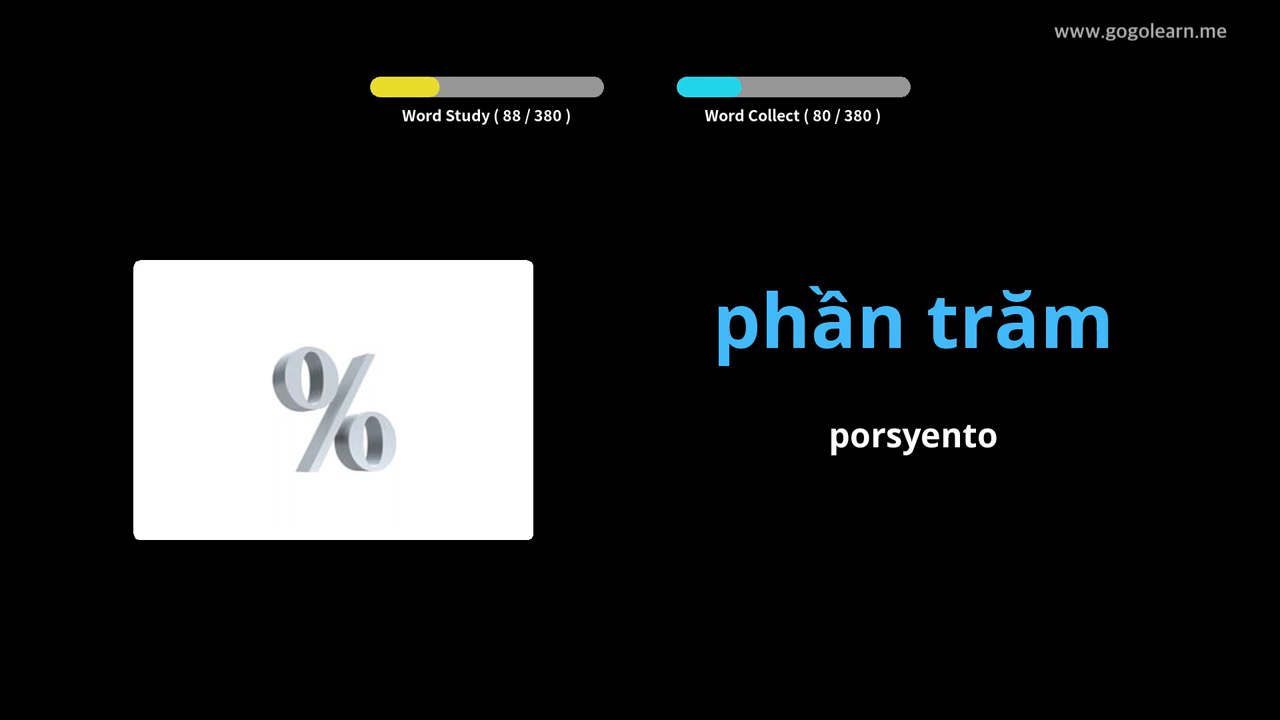 www.gogolearn.me
Word Study ( 88 / 380 )
Word Collect ( 80 / 380 )
%
phần trăm
porsyento